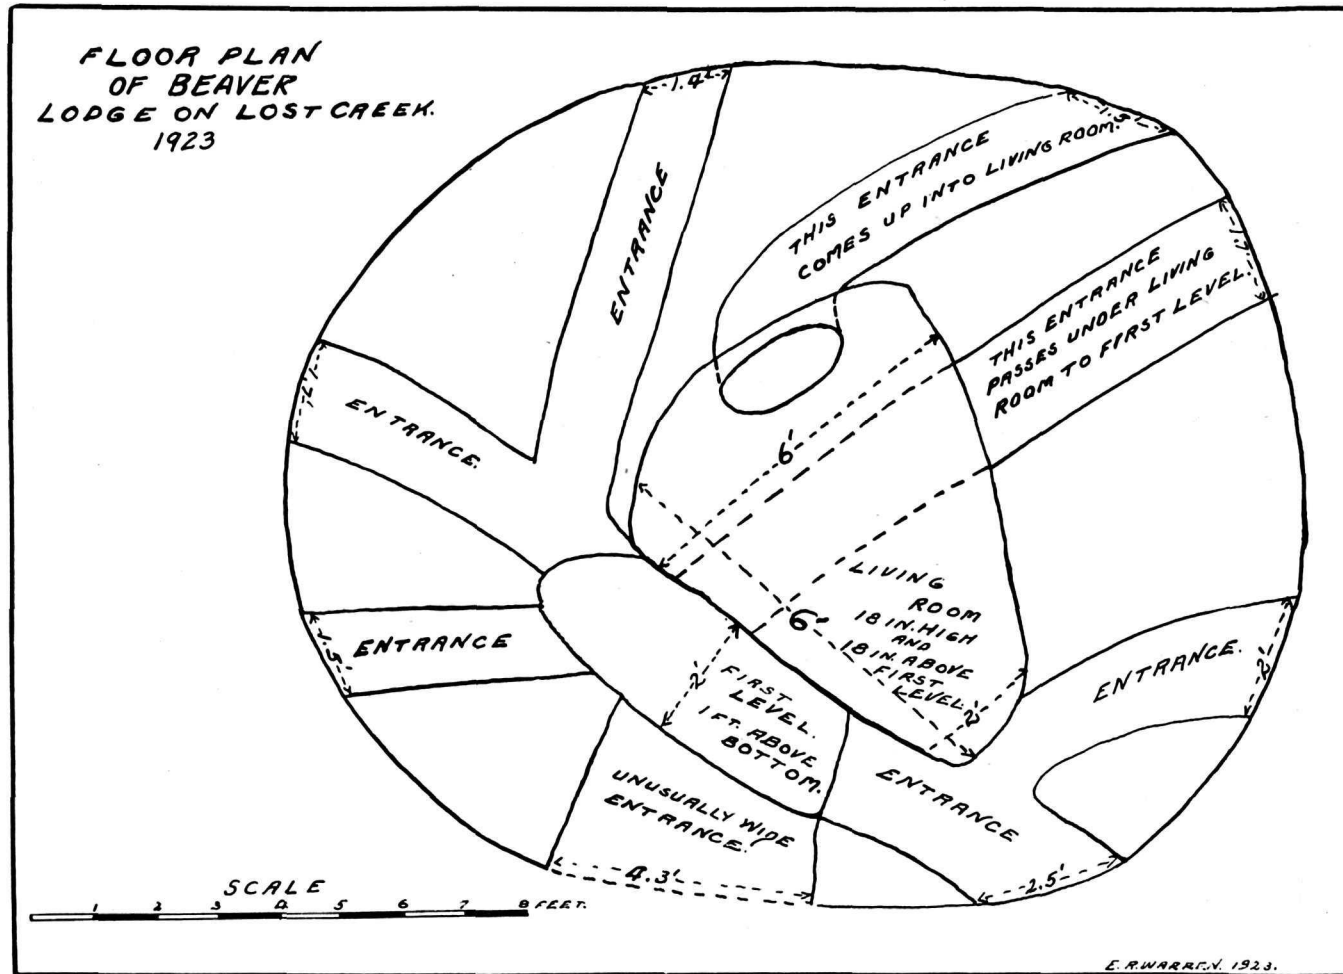 FLOOR PLAN
OF BEAVER
LODGE ON LOST CREEK.
1923
1.4'
ENTRANCE
THIS ENTRANCE
COMES UP INTO LIVING ROOM.
1.5'
THIS ENTRANCE
PASSES UNDER LIVING
ROOM TO FIRST LEVEL.
ENTRANCE.
6'
6'
LIVING
ROOM
18 IN. HIGH
AND
18 IN. ABOVE
FIRST
LEVEL.
2'
ENTRANCE
1.5'
2'
FIRST
LEVEL.
1 FT. ABOVE
BOTTOM.
ENTRANCE.
2'
ENTRANCE
2.5'
UNUSUALLY WIDE
ENTRANCE.
4.3'
SCALE
1 2 3 4 5 6 7 8 FEET.
E. R. WARREN. 1923.